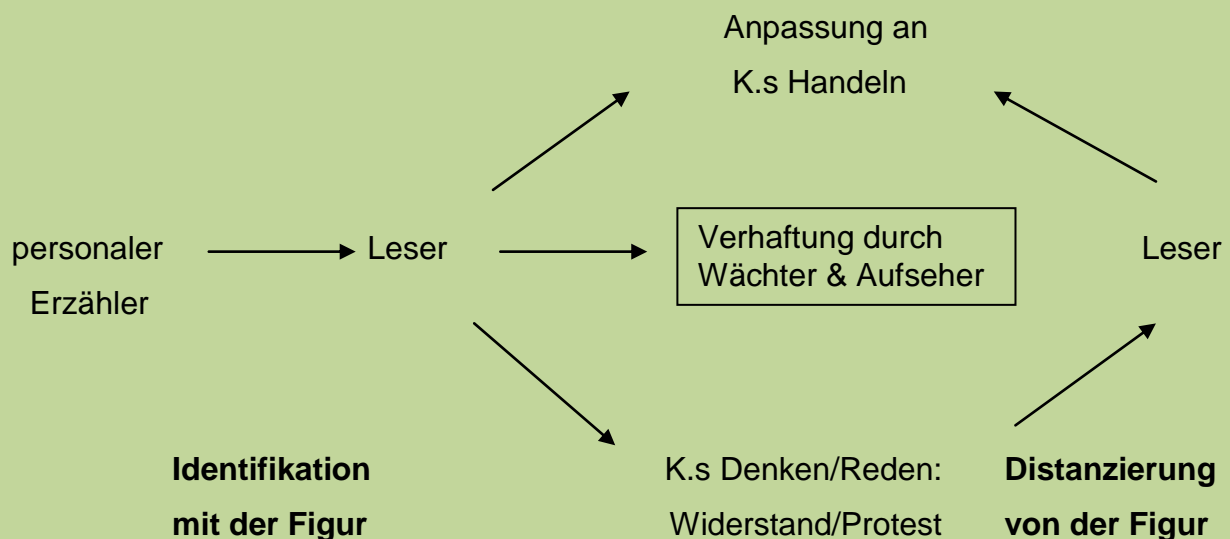 Anpassung an
K.s Handeln
personaler
Erzähler
Leser
Verhaftung durch
Wächter & Aufseher
Leser
Identifikation
mit der Figur
K.s Denken/Reden:
Widerstand/Protest
Distanzierung
von der Figur